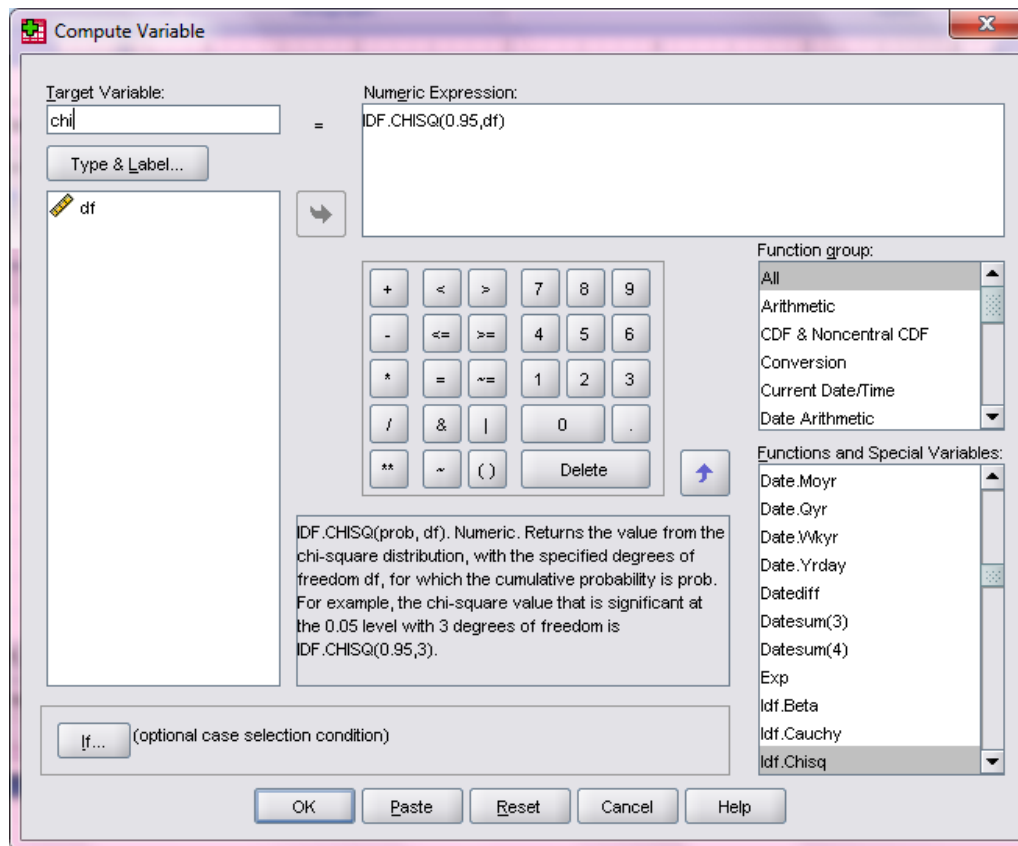 Compute Variable
X
Target Variable:
chi
=
Numeric Expression:
IDF.CHISQ(0.95,df)
Type & Label...
df
+ < > 7 8 9
- <= >= 4 5 6
* = ~= 1 2 3
/ & | 0 .
** ~ ( ) Delete
Function group:
All
Arithmetic
CDF & Noncentral CDF
Conversion
Current Date/Time
Date Arithmetic
IDF.CHISQ(prob, df). Numeric. Returns the value from the
chi-square distribution, with the specified degrees of
freedom df, for which the cumulative probability is prob.
For example, the chi-square value that is significant at
the 0.05 level with 3 degrees of freedom is
IDF.CHISQ(0.95,3).
Functions and Special Variables:
Date.Moyr
Date.Qyr
Date.Wkyr
Date.Yrday
Datediff
Datesum(3)
Datesum(4)
Exp
Idf.Beta
Idf.Cauchy
Idf.Chisq
If...
(optional case selection condition)
OK
Paste
Reset
Cancel
Help